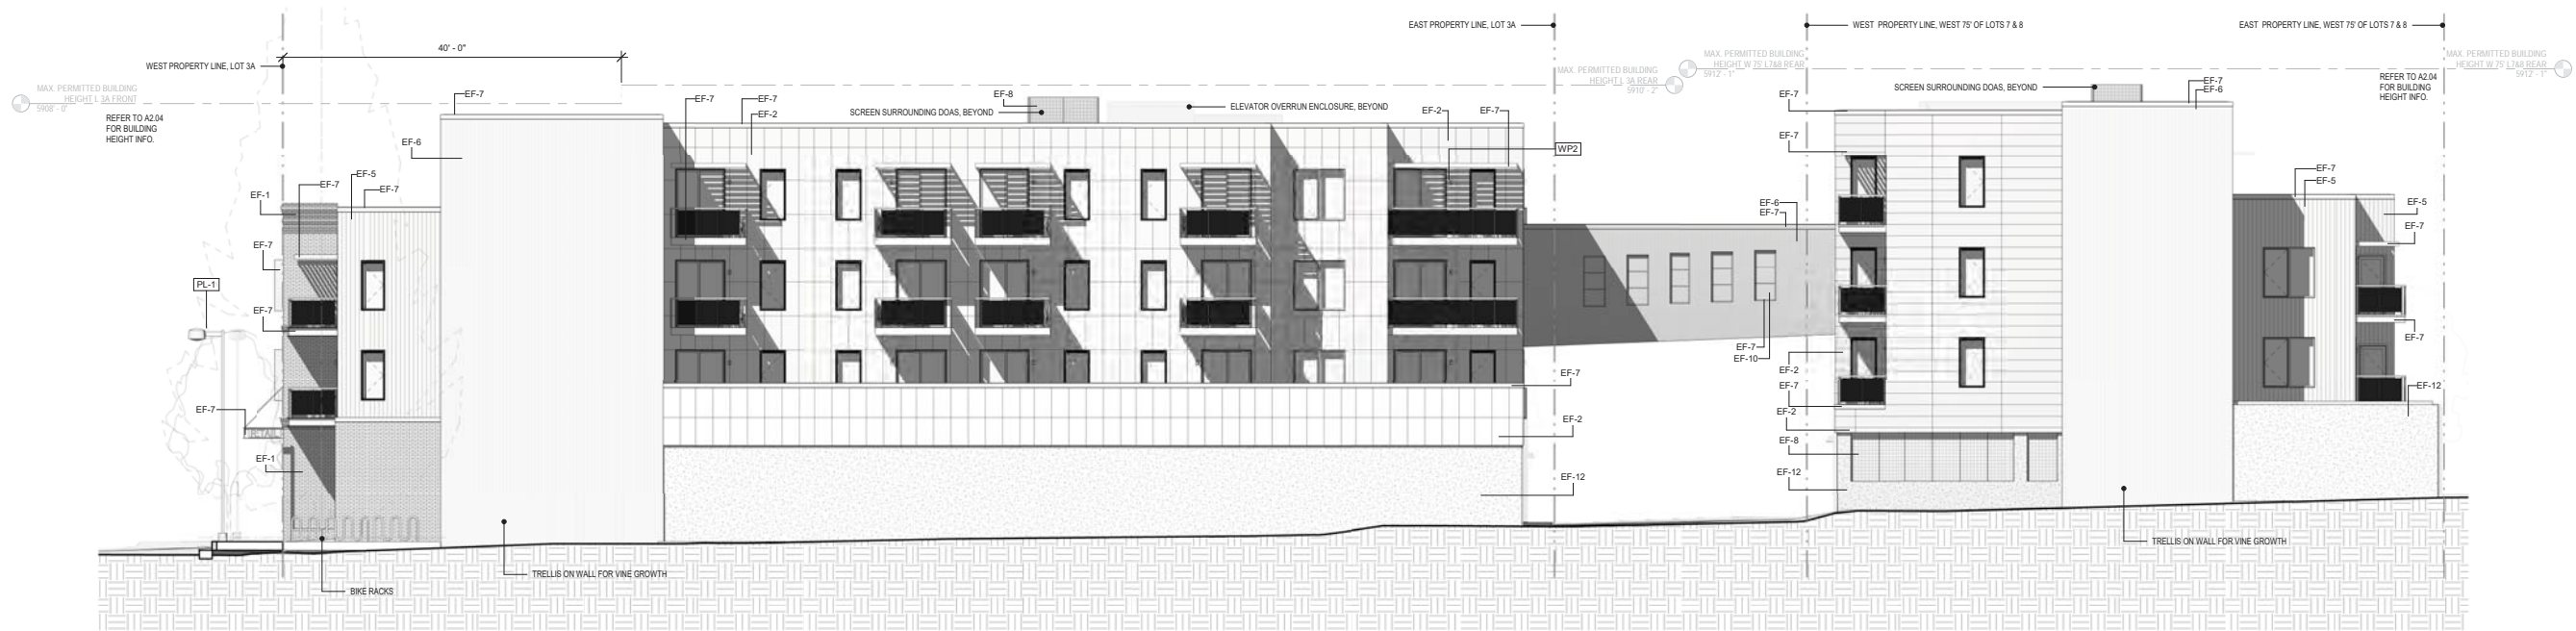 EAST PROPERTY LINE, LOT 3A
WEST PROPERTY LINE, WEST 75' OF LOTS 7 & 8
EAST PROPERTY LINE, WEST 75' OF LOTS 7 & 8
40' - 0"
WEST PROPERTY LINE, LOT 3A
MAX. PERMITTED BUILDING
HEIGHT L 3A FRONT
5908' - 0"
REFER TO A2.04
FOR BUILDING
HEIGHT INFO.
MAX. PERMITTED BUILDING
HEIGHT L 3A REAR
5910' - 2"
MAX. PERMITTED BUILDING
HEIGHT W 75' L7&8 REAR
5912' - 1"
MAX. PERMITTED BUILDING
HEIGHT W 75' L7&8 REAR
5912' - 1"
REFER TO A2.04
FOR BUILDING
HEIGHT INFO.
EF-7
EF-6
EF-7
EF-7
EF-2
SCREEN SURROUNDING DOAS, BEYOND
EF-8
ELEVATOR OVERRUN ENCLOSURE, BEYOND
EF-2
EF-7
WP2
EF-7
EF-7
SCREEN SURROUNDING DOAS, BEYOND
EF-7
EF-6
EF-5
EF-7
EF-7
EF-1
EF-7
PL-1
EF-7
EF-7
RETAIL
EF-1
EF-6
EF-7
EF-7
EF-10
EF-7
EF-2
EF-12
EF-2
EF-7
EF-2
EF-8
EF-12
EF-7
EF-5
EF-5
EF-7
EF-7
EF-12
TRELLIS ON WALL FOR VINE GROWTH
TRELLIS ON WALL FOR VINE GROWTH
BIKE RACKS